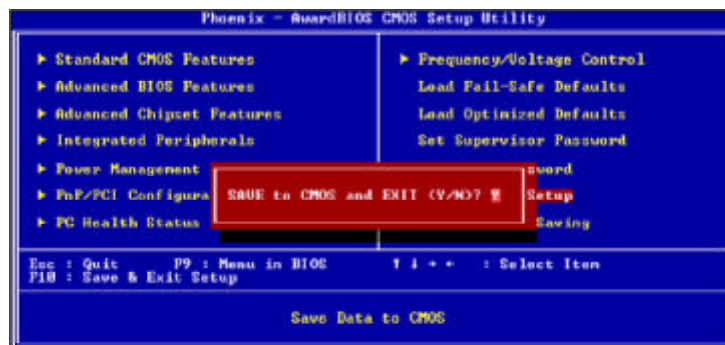 Phoenix - AwardBIOS CMOS Setup Utility
▶ Standard CMOS Features
▶ Advanced BIOS Features
▶ Advanced Chipset Features
▶ Integrated Peripherals
▶ Power Management
▶ PnP/PCI Configura
▶ PC Health Status
▶ Frequency/Voltage Control
Load Fail-Safe Defaults
Load Optimized Defaults
Set Supervisor Password
sword
Setup
Saving
SAVE to CMOS and EXIT (Y/N)? Y
Esc : Quit F9 : Menu in BIOS ↑ ↓ → ← : Select Item
F10 : Save & Exit Setup
Save Data to CMOS